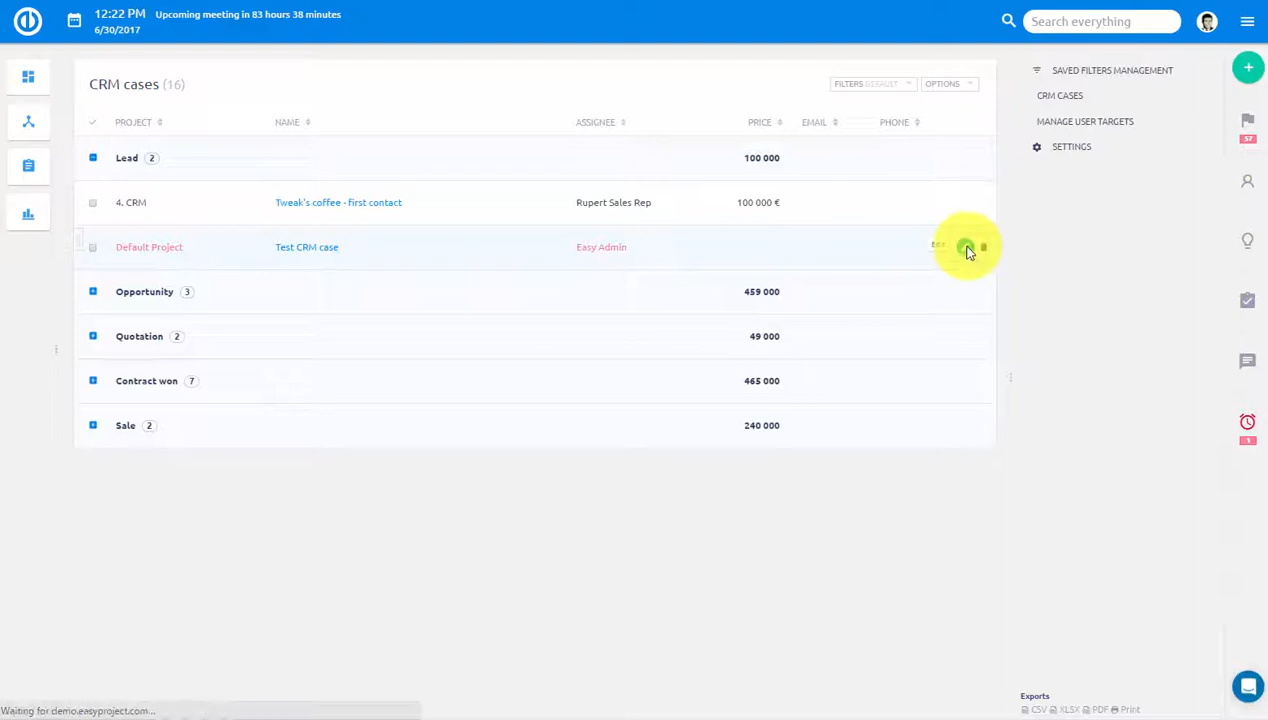 12:22 PM Upcoming meeting in 83 hours 38 minutes
6/30/2017
Search everything
CRM cases (16)
FILTERS DEFAULT OPTIONS
PROJECT NAME ASSIGNEE PRICE EMAIL PHONE
Lead 2 100 000
4. CRM Tweak's coffee - first contact Rupert Sales Rep 100 000 €
Default Project Test CRM case Easy Admin Edit
Opportunity 3 459 000
Quotation 2 49 000
Contract won 7 465 000
Sale 2 240 000
SAVED FILTERS MANAGEMENT
CRM CASES
MANAGE USER TARGETS
SETTINGS
57
1
Exports
CSV XLSX PDF Print
Waiting for demo.easyproject.com...